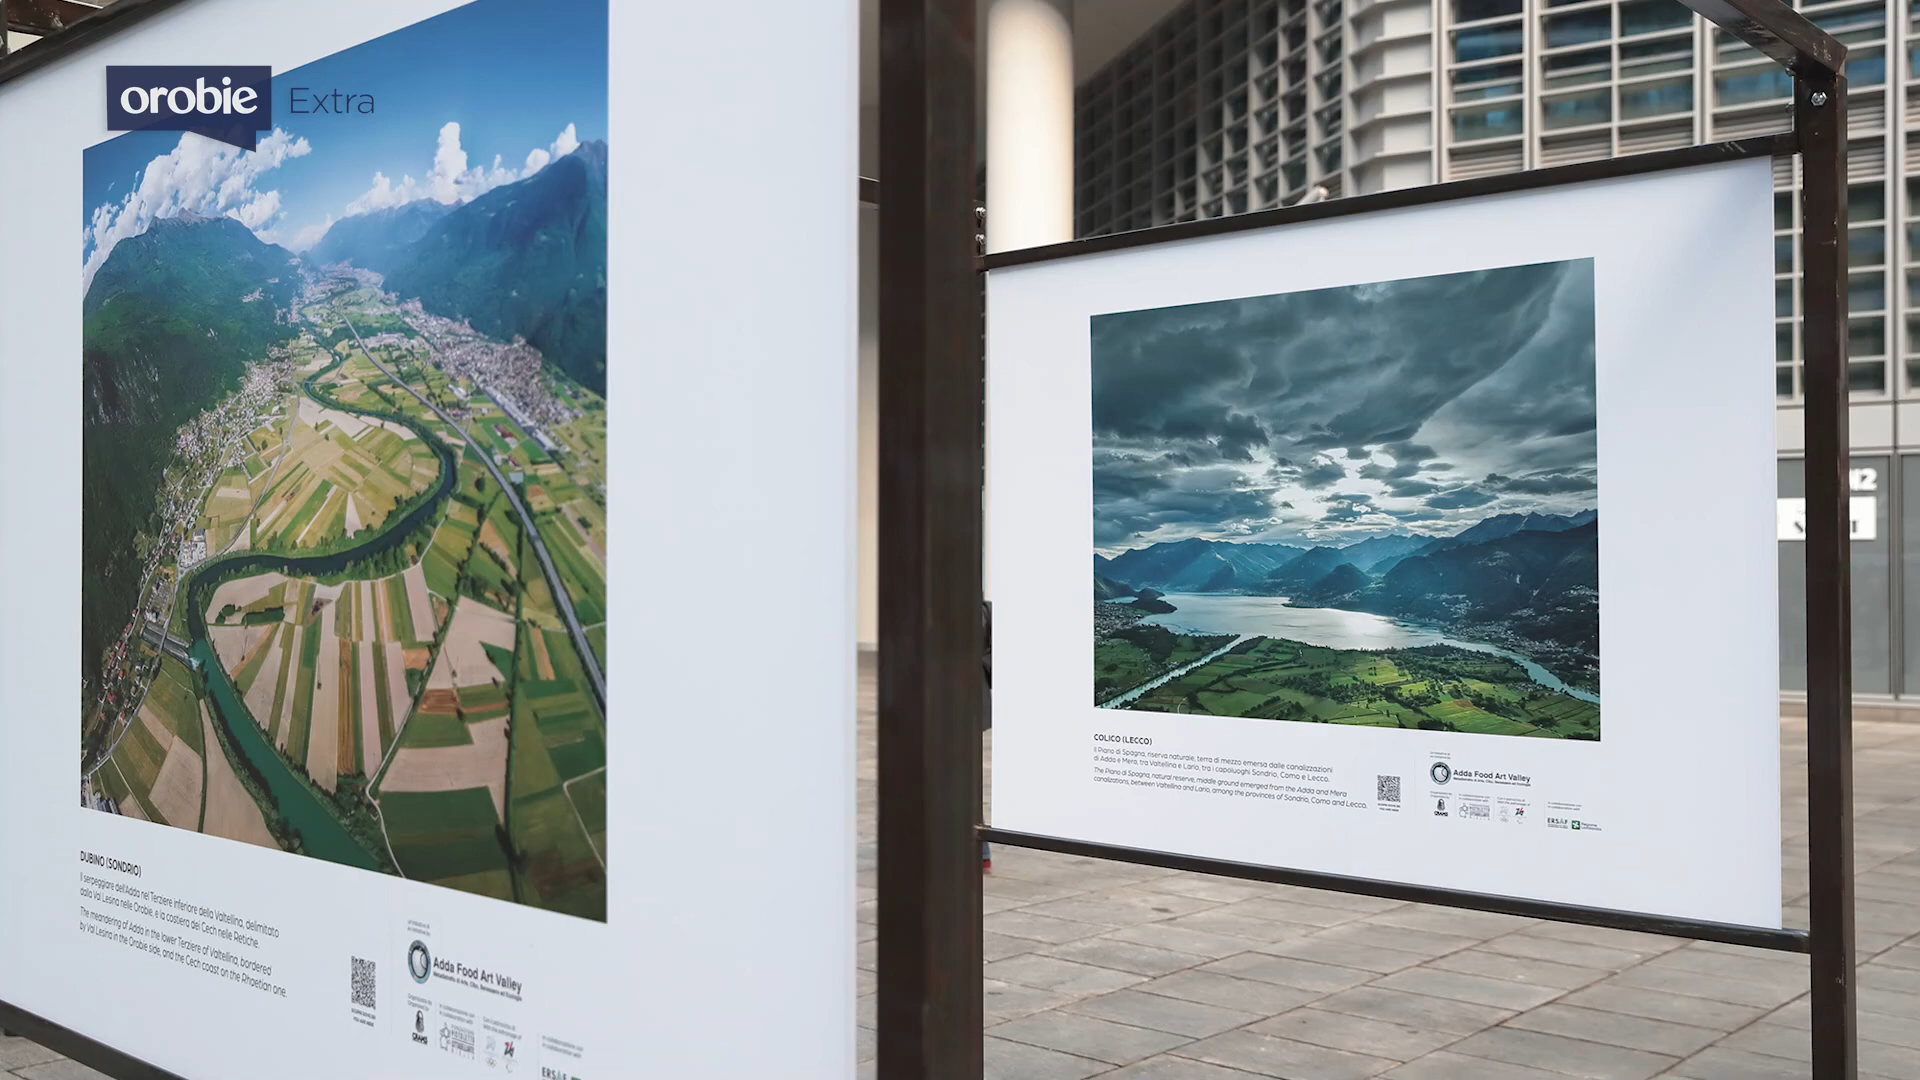 orobie Extra
DUBINO (SONDRIO)
Il serpeggiare dell'Adda nel Terziere inferiore della Valtellina, delimitato
dalla Val Lesina nelle Orobie, e la costiera dei Cech nelle Retiche.
The meandering of Adda in the lower Terziere of Valtellina, bordered
by Val Lesina in the Orobie side, and the Cech coast on the Rhaetian one.
Adda Food Art Valley
CRAMS
ERSAF
COLICO (LECCO)
Il Piano di Spagna, riserva naturale, terra di mezzo emersa dalle canalizzazioni
di Adda e Mera, tra Valtellina e Lario, tra i capoluoghi Sondrio, Como e Lecco.
The Piano di Spagna, natural reserve, middle ground emerged from the Adda and Mera
canalizations, between Valtellina and Lario, among the provinces of Sondrio, Como and Lecco.
Adda Food Art Valley
CRAMS
ERSAF